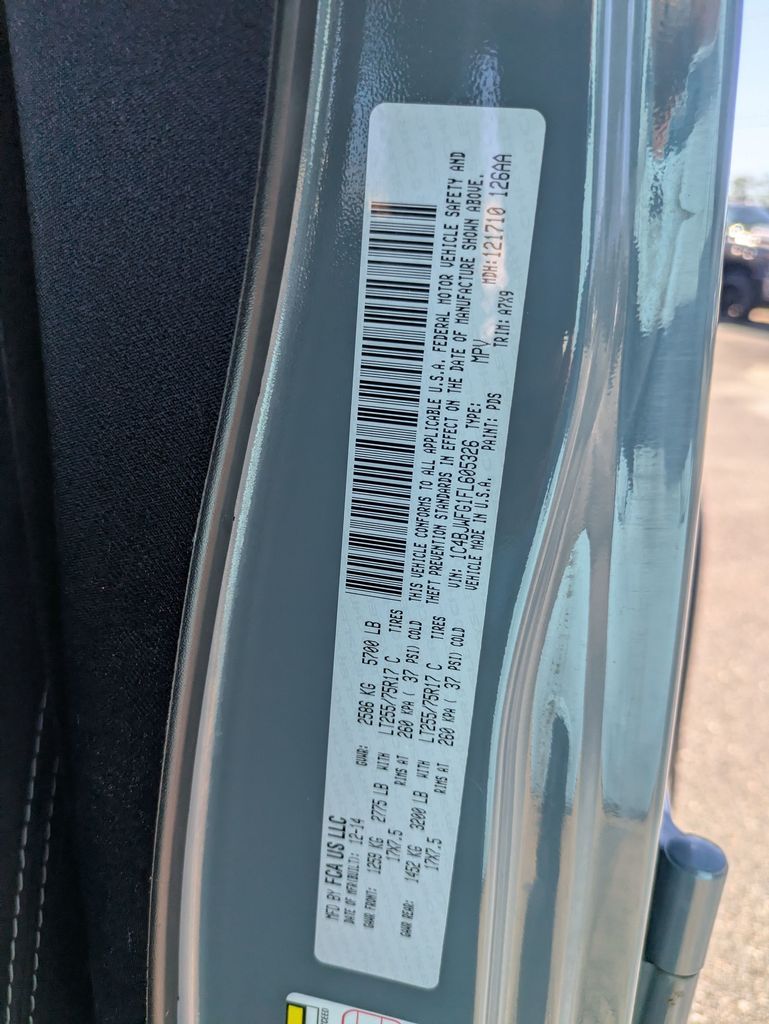 MFD BY FCA US LLC
DATE OF MFR(BUILT): 12-14 GVWR: 2586 KG 5700 LB
GAWR FRONT: 1259 KG 2775 LB WITH LT255/75R17 C TIRES
17X7.5 RIMS AT 260 KPA ( 37 PSI) COLD
GAWR REAR: 1452 KG 3200 LB WITH LT255/75R17 C TIRES
17X7.5 RIMS AT 260 KPA ( 37 PSI) COLD
THIS VEHICLE CONFORMS TO ALL APPLICABLE U.S.A. FEDERAL MOTOR VEHICLE SAFETY AND
THEFT PREVENTION STANDARDS IN EFFECT ON THE DATE OF MANUFACTURE SHOWN ABOVE.
VIN: 1C4BJWFG1FL605326 TYPE: MPV MDH:121710 126AA
VEHICLE MADE IN U.S.A. PAINT: PDS TRIM: A7X9